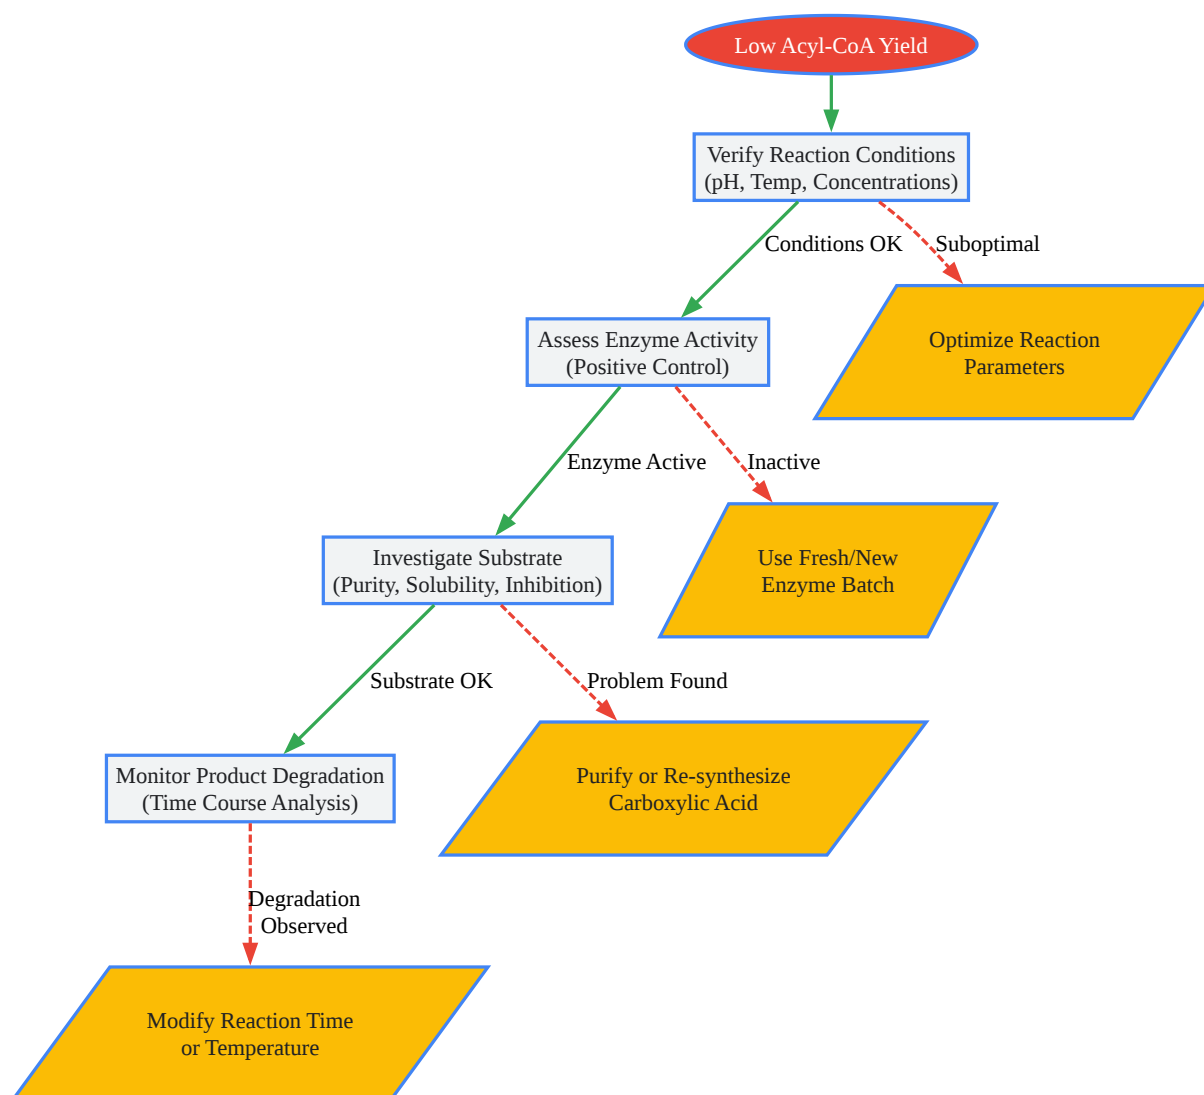 Low Acyl-CoA Yield
Verify Reaction Conditions
(pH, Temp, Concentrations)
Conditions OK
Suboptimal
Assess Enzyme Activity
(Positive Control)
Optimize Reaction
Parameters
Enzyme Active
Inactive
Investigate Substrate
(Purity, Solubility, Inhibition)
Use Fresh/New
Enzyme Batch
Substrate OK
Problem Found
Monitor Product Degradation
(Time Course Analysis)
Purify or Re-synthesize
Carboxylic Acid
Degradation
Observed
Modify Reaction Time
or Temperature